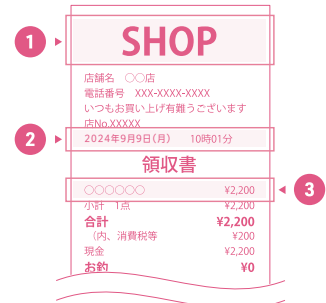 1
SHOP
店舗名 ○○店
電話番号 XXX-XXXX-XXXX
いつもお買い上げ有難うございます
店No.XXXXX
2
2024年9月9日(月) 10時01分
領収書
○○○○○○ ¥2,200
3
小計 1点 ¥2,200
合計 ¥2,200
(内、消費税等 ¥200
現金 ¥2,200
お釣 ¥0